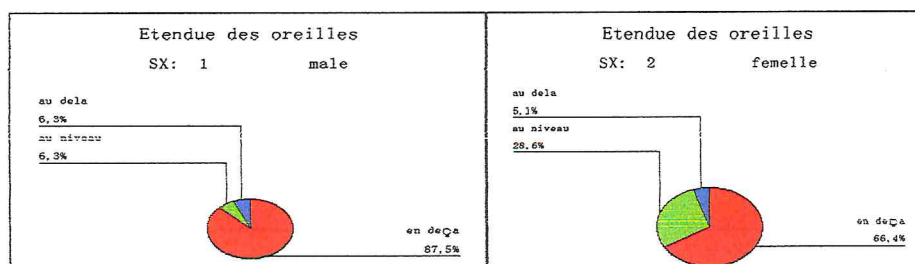 Etendue des oreilles
SX: 1 male
au dela
6,3%
au niveau
6,3%
en deça
87,5%
Etendue des oreilles
SX: 2 femelle
au dela
5,1%
au niveau
28,6%
en deça
66,4%